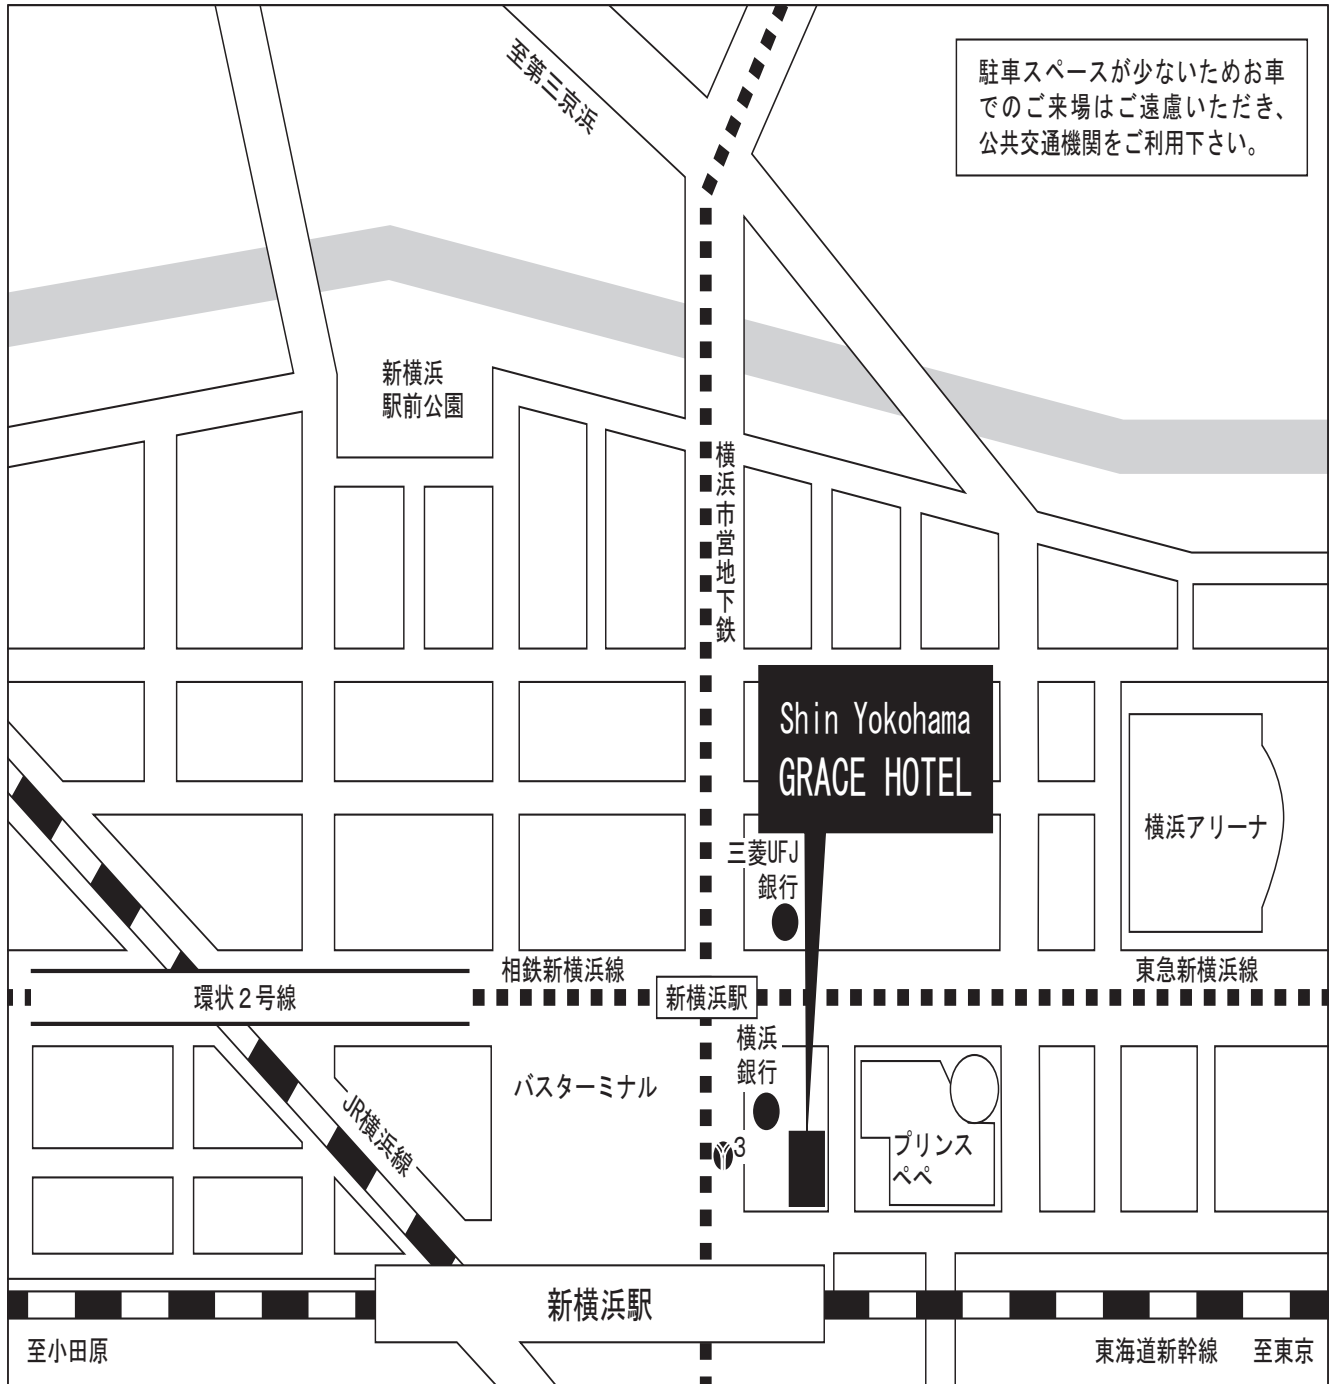 至第三京浜
駐車スペースが少ないためお車
でのご来場はご遠慮いただき、
公共交通機関をご利用下さい。
新横浜
駅前公園
横浜市営地下鉄
Shin Yokohama
GRACE HOTEL
横浜アリーナ
三菱UFJ
銀行
相鉄新横浜線
東急新横浜線
環状2号線
新横浜駅
横浜
銀行
バスターミナル
JR横浜線
3
プリンス
ペペ
新横浜駅
至小田原
東海道新幹線
至東京